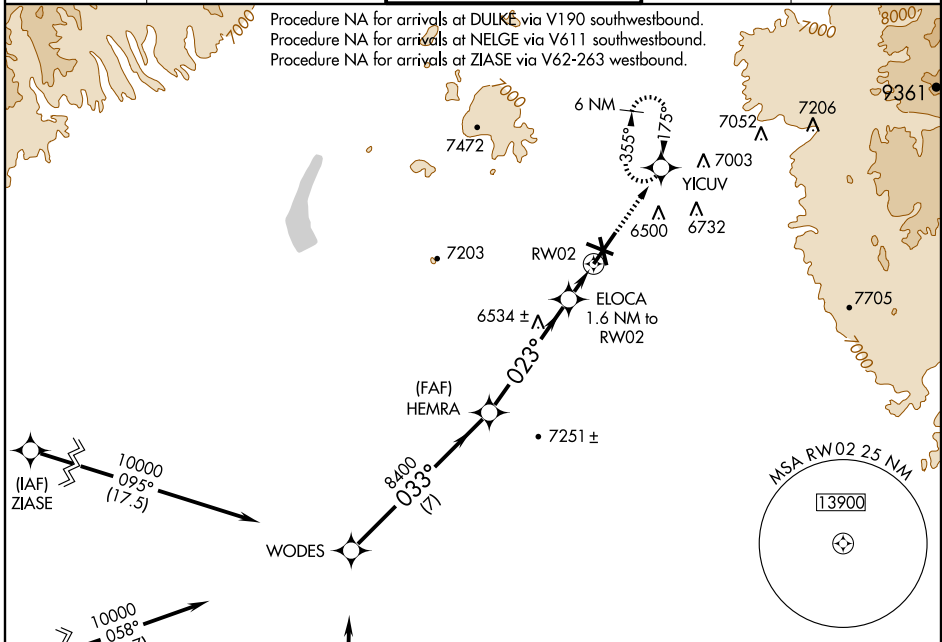 Procedure NA for arrivals at DULKE via V190 southwestbound.
Procedure NA for arrivals at NELGE via V611 southwestbound.
Procedure NA for arrivals at ZIASE via V62-263 westbound.
7000
8000
9361
7000
7472
6 NM
355°
175°
7052
7206
7003
YICUV
6500
6732
7203
RW02
ELOCA
1.6 NM to
RW02
6534 ±
7705
7000
023°
(FAF)
HEMRA
7251 ±
8400
033°
(7)
(IAF)
ZIASE
10000
095°
(17.5)
WODES
MSA RW02 25 NM
13900
10000
058°